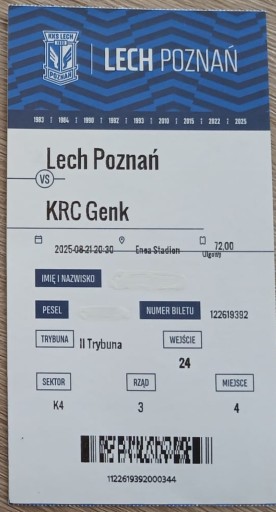 KKS LECH
POZNAŃ
LECH POZNAŃ
1983 1984 1990 1992 1993 2010 2015 2022 2025
Lech Poznań
VS
KRC Genk
2025-08-21 20:30 Enea Stadion 72,00
Ulgowy
IMIĘ I NAZWISKO
PESEL NUMER BILETU 122619392
TRYBUNA II Trybuna WEJŚCIE
24
SEKTOR RZĄD MIEJSCE
K4 3 4
1122619392000344